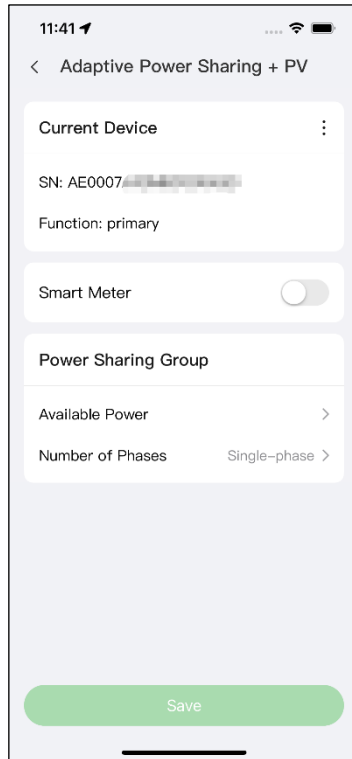 11:41
Adaptive Power Sharing + PV
Current Device
SN: AE0007
Function: primary
Smart Meter
Power Sharing Group
Available Power
Number of Phases Single-phase
Save